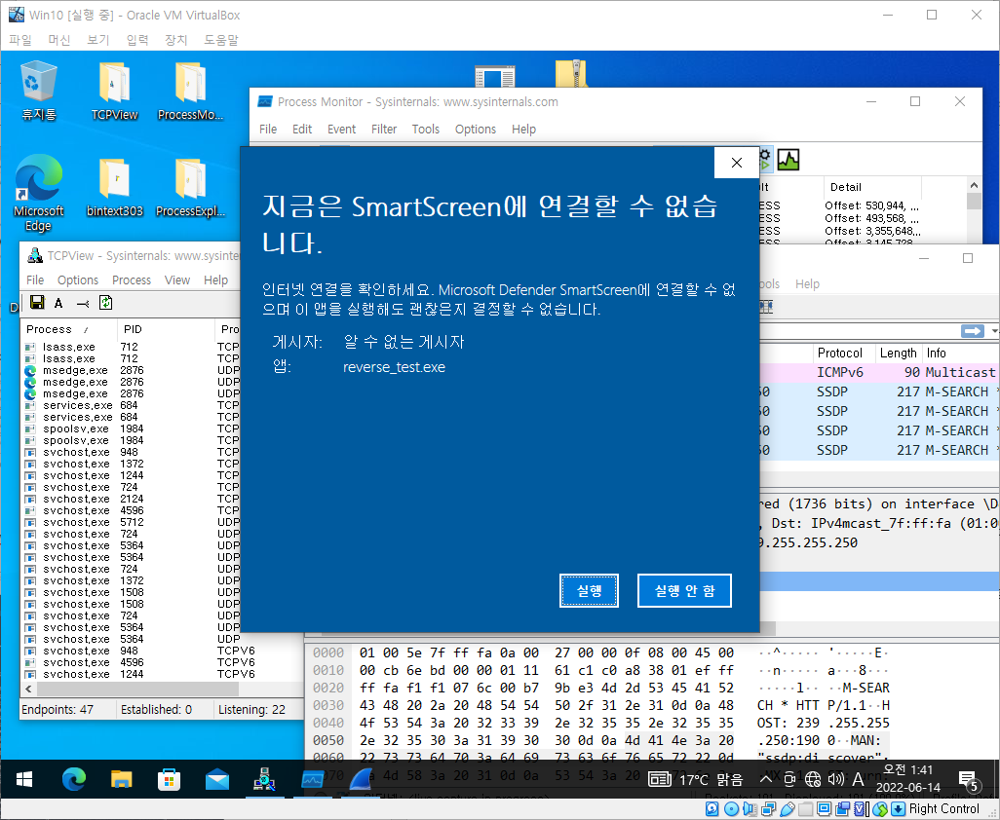 Win10 [실행 중] - Oracle VM VirtualBox
파일 머신 보기 입력 장치 도움말
휴지통
TCPView
ProcessMo...
Microsoft Edge
bintext303
ProcessExpl...
Process Monitor - Sysinternals: www.sysinternals.com
File Edit Event Filter Tools Options Help
lt Detail
ESS Offset: 530,944, ...
ESS Offset: 493,568, ...
ESS Offset: 3,355,648,...
ESS Offset: 3,145,728,
지금은 SmartScreen에 연결할 수 없습
니다.
인터넷 연결을 확인하세요. Microsoft Defender SmartScreen에 연결할 수 없
으며 이 앱을 실행해도 괜찮은지 결정할 수 없습니다.
게시자: 알 수 없는 게시자
앱: reverse_test.exe
실행 실행 안 함
TCPView - Sysinternals: www.sysinter
File Options Process View Help
A
Process / PID Pro
lsass.exe 712 TCP
lsass.exe 712 TCP
msedge.exe 2876 UDP
msedge.exe 2876 UDP
msedge.exe 2876 UDP
services.exe 684 TCP
services.exe 684 TCP
spoolsv.exe 1984 TCP
spoolsv.exe 1984 TCP
svchost.exe 948 TCP
svchost.exe 1372 TCP
svchost.exe 1244 TCP
svchost.exe 724 TCP
svchost.exe 2124 TCP
svchost.exe 4596 TCP
svchost.exe 5712 UDP
svchost.exe 724 UDP
svchost.exe 5364 UDP
svchost.exe 5364 UDP
svchost.exe 724 UDP
svchost.exe 1372 UDP
svchost.exe 1508 UDP
svchost.exe 1508 UDP
svchost.exe 724 UDP
svchost.exe 5364 UDP
svchost.exe 5364 UDP
svchost.exe 948 TCPV6
svchost.exe 4596 TCPV6
svchost.exe 1244 TCPV6
Endpoints: 47 Established: 0 Listening: 22
ools Help
Protocol Length Info
ICMPv6 90 Multicast
50 SSDP 217 M-SEARCH *
50 SSDP 217 M-SEARCH *
50 SSDP 217 M-SEARCH *
50 SSDP 217 M-SEARCH *
red (1736 bits) on interface \D
, Dst: IPv4mcast_7f:ff:fa (01:0
9.255.255.250
0000 01 00 5e 7f ff fa 0a 00 27 00 00 0f 08 00 45 00 ··^····· '·····E·
0010 00 cb 6e bd 00 00 01 11 61 c1 c0 a8 38 01 ef ff ··n····· a···8···
0020 ff fa f1 f1 07 6c 00 b7 9b e3 4d 2d 53 45 41 52 ·····l·· ··M-SEAR
0030 43 48 20 2a 20 48 54 54 50 2f 31 2e 31 0d 0a 48 CH * HTT P/1.1··H
0040 4f 53 54 3a 20 32 33 39 2e 32 35 35 2e 32 35 35 OST: 239 .255.255
0050 2e 32 35 30 3a 31 39 30 30 0d 0a 4d 41 4e 3a 20 .250:190 0··MAN:
0060 22 73 73 64 70 3a 64 69 73 63 6f 76 65 72 22 0d "ssdp:di scover"·
17°C 맑음
A
오전 1:41
2022-06-14
5
Right Control